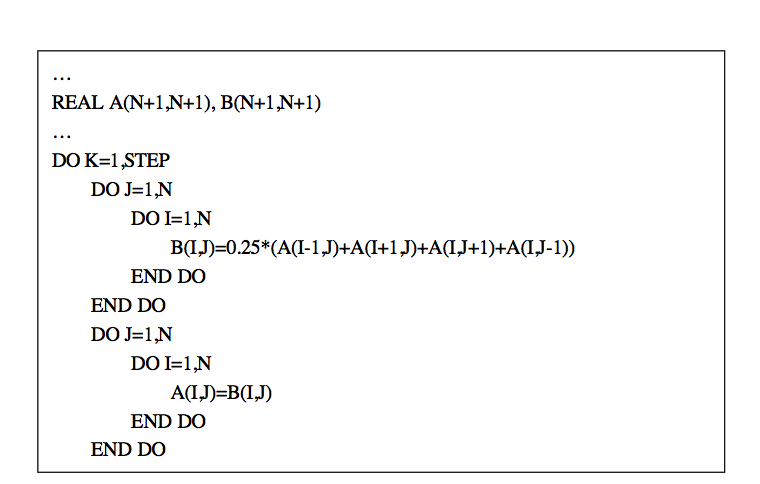 …
REAL A(N+1,N+1), B(N+1,N+1)
…
DO K=1,STEP
DO J=1,N
DO I=1,N
B(I,J)=0.25*(A(I-1,J)+A(I+1,J)+A(I,J+1)+A(I,J-1))
END DO
END DO
DO J=1,N
DO I=1,N
A(I,J)=B(I,J)
END DO
END DO